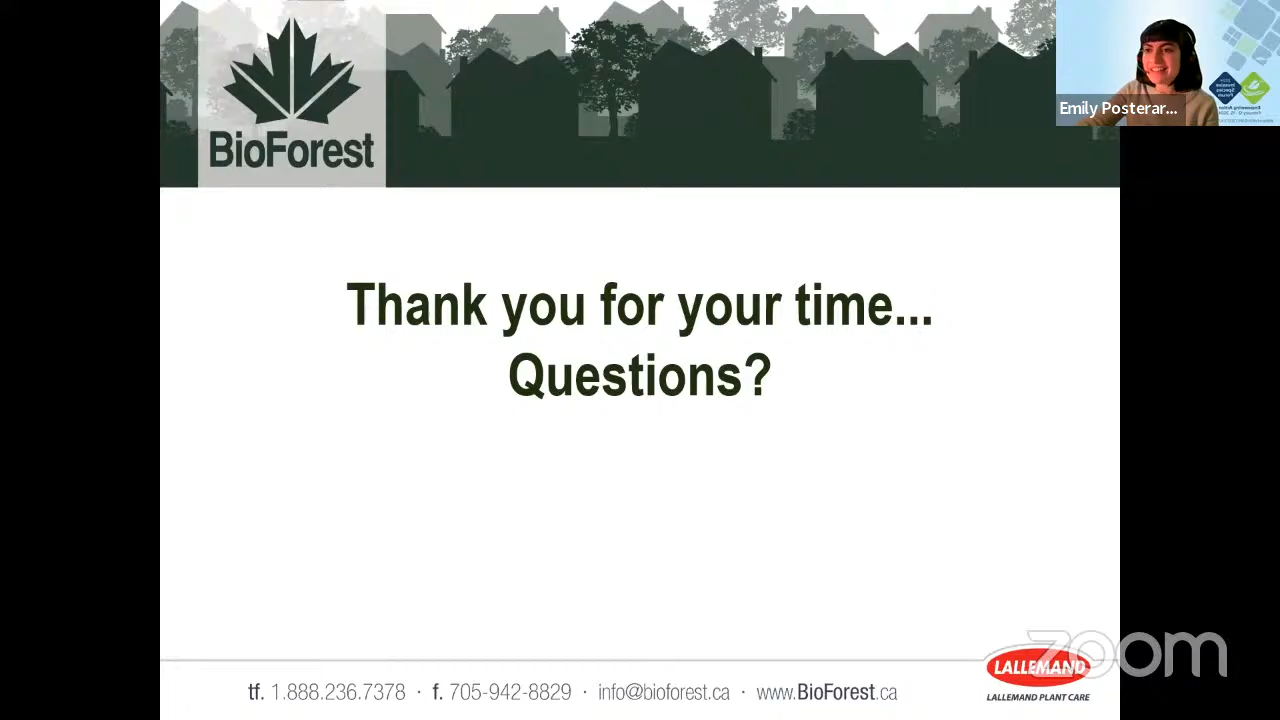 BioForest
Emily Posterar...
Thank you for your time...
Questions?
zoom
LALLEMAND
LALLEMAND PLANT CARE
tf. 1.888.236.7378 · f. 705-942-8829 · info@bioforest.ca · www.BioForest.ca